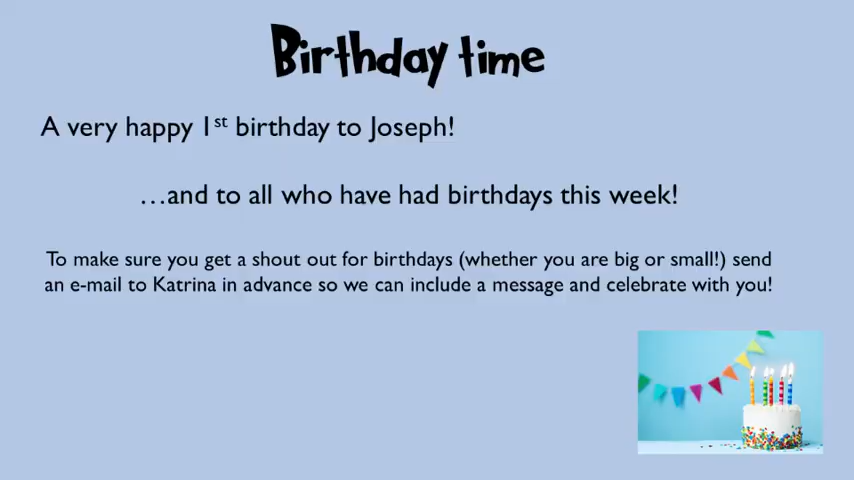 Birthday time
A very happy 1st birthday to Joseph!
…and to all who have had birthdays this week!
To make sure you get a shout out for birthdays (whether you are big or small!) send
an e-mail to Katrina in advance so we can include a message and celebrate with you!